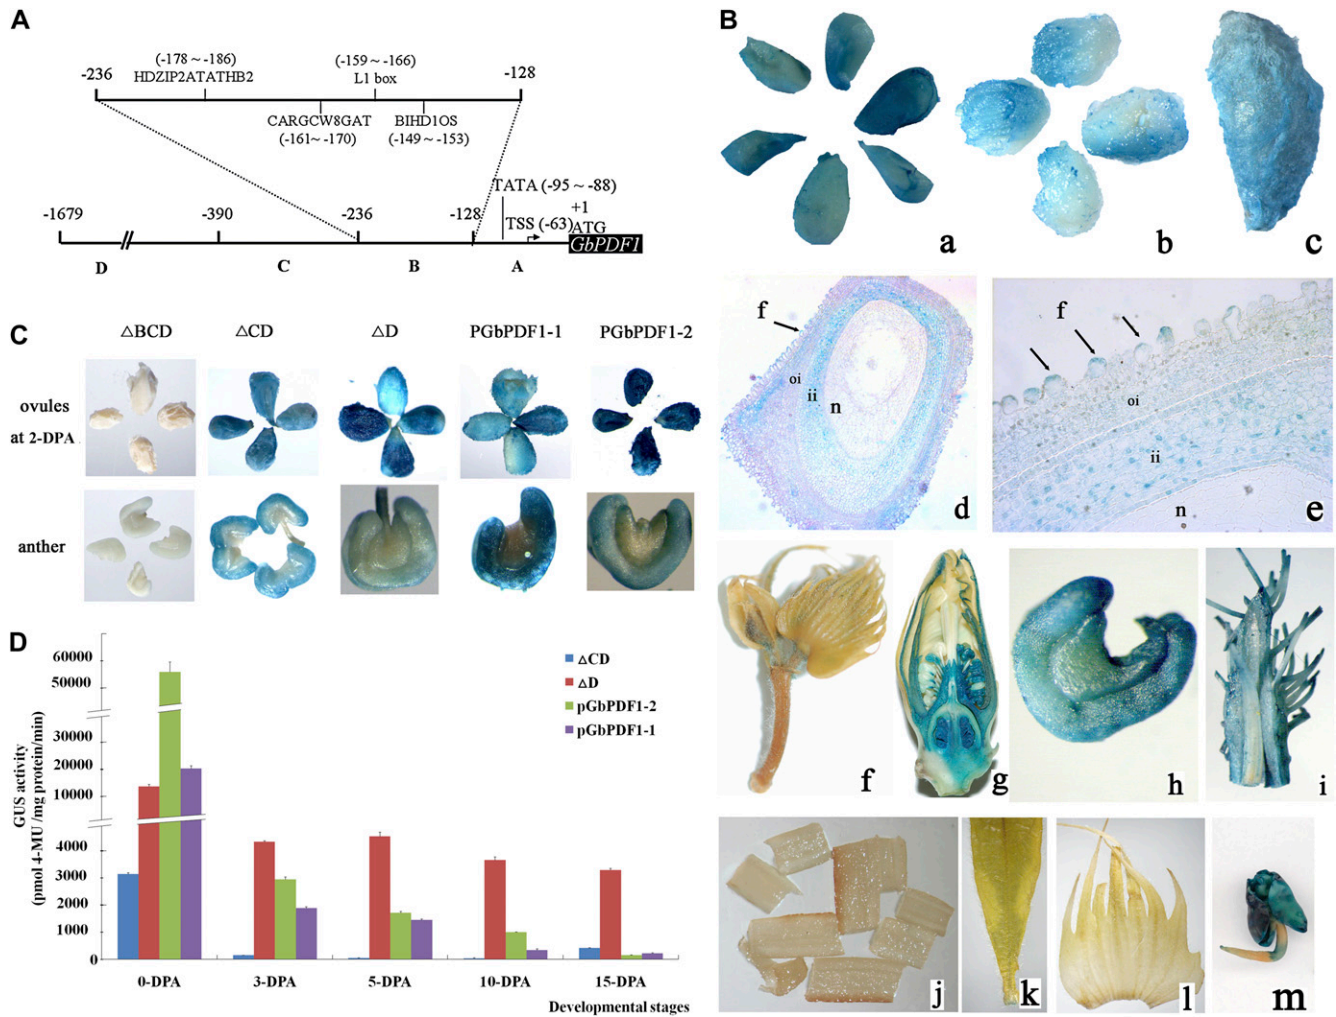 A
(-178 ~ -186)
HDZIP2ATATHB2
(-159 ~ -166)
L1 box
-236
-128
CARGCW8GAT
(-161~ -170)
BIHD1OS
(-149 ~ -153)
TATA (-95 ~ -88)
-1679
-390
-236
-128
TSS (-63)
+1
ATG
GbPDF1
D
C
B
A
B
a
b
c
f
oi
ii
n
d
f
oi
ii
n
e
f
g
h
i
j
k
l
m
C
△BCD
△CD
△D
PGbPDF1-1
PGbPDF1-2
ovules
at 2-DPA
anther
D
GUS activity
(pmol 4-MU /mg protein/min)
60000
50000
30000
20000
10000
4000
3000
2000
1000
0
△CD
△D
pGbPDF1-2
pGbPDF1-1
0-DPA
3-DPA
5-DPA
10-DPA
15-DPA
Developmental stages